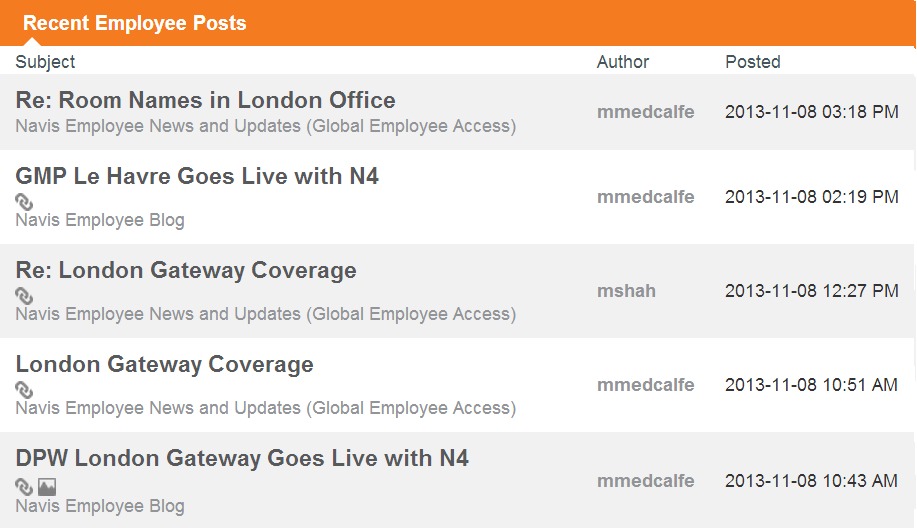 Recent Employee Posts
Subject Author Posted
Re: Room Names in London Office
Navis Employee News and Updates (Global Employee Access)
mmedcalfe 2013-11-08 03:18 PM
GMP Le Havre Goes Live with N4
Navis Employee Blog
mmedcalfe 2013-11-08 02:19 PM
Re: London Gateway Coverage
Navis Employee News and Updates (Global Employee Access)
mshah 2013-11-08 12:27 PM
London Gateway Coverage
Navis Employee News and Updates (Global Employee Access)
mmedcalfe 2013-11-08 10:51 AM
DPW London Gateway Goes Live with N4
Navis Employee Blog
mmedcalfe 2013-11-08 10:43 AM